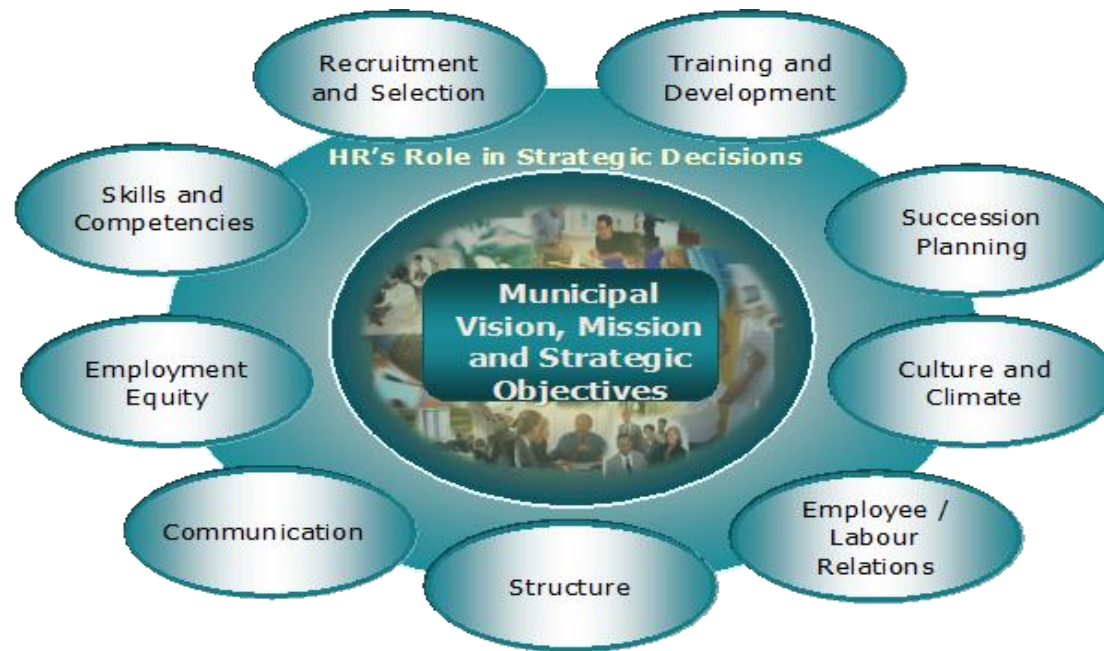 Recruitment
and Selection
Training and
Development
HR's Role in Strategic Decisions
Skills and
Competencies
Succession
Planning
Municipal
Vision, Mission
and Strategic
Objectives
Employment
Equity
Culture and
Climate
Communication
Structure
Employee /
Labour
Relations